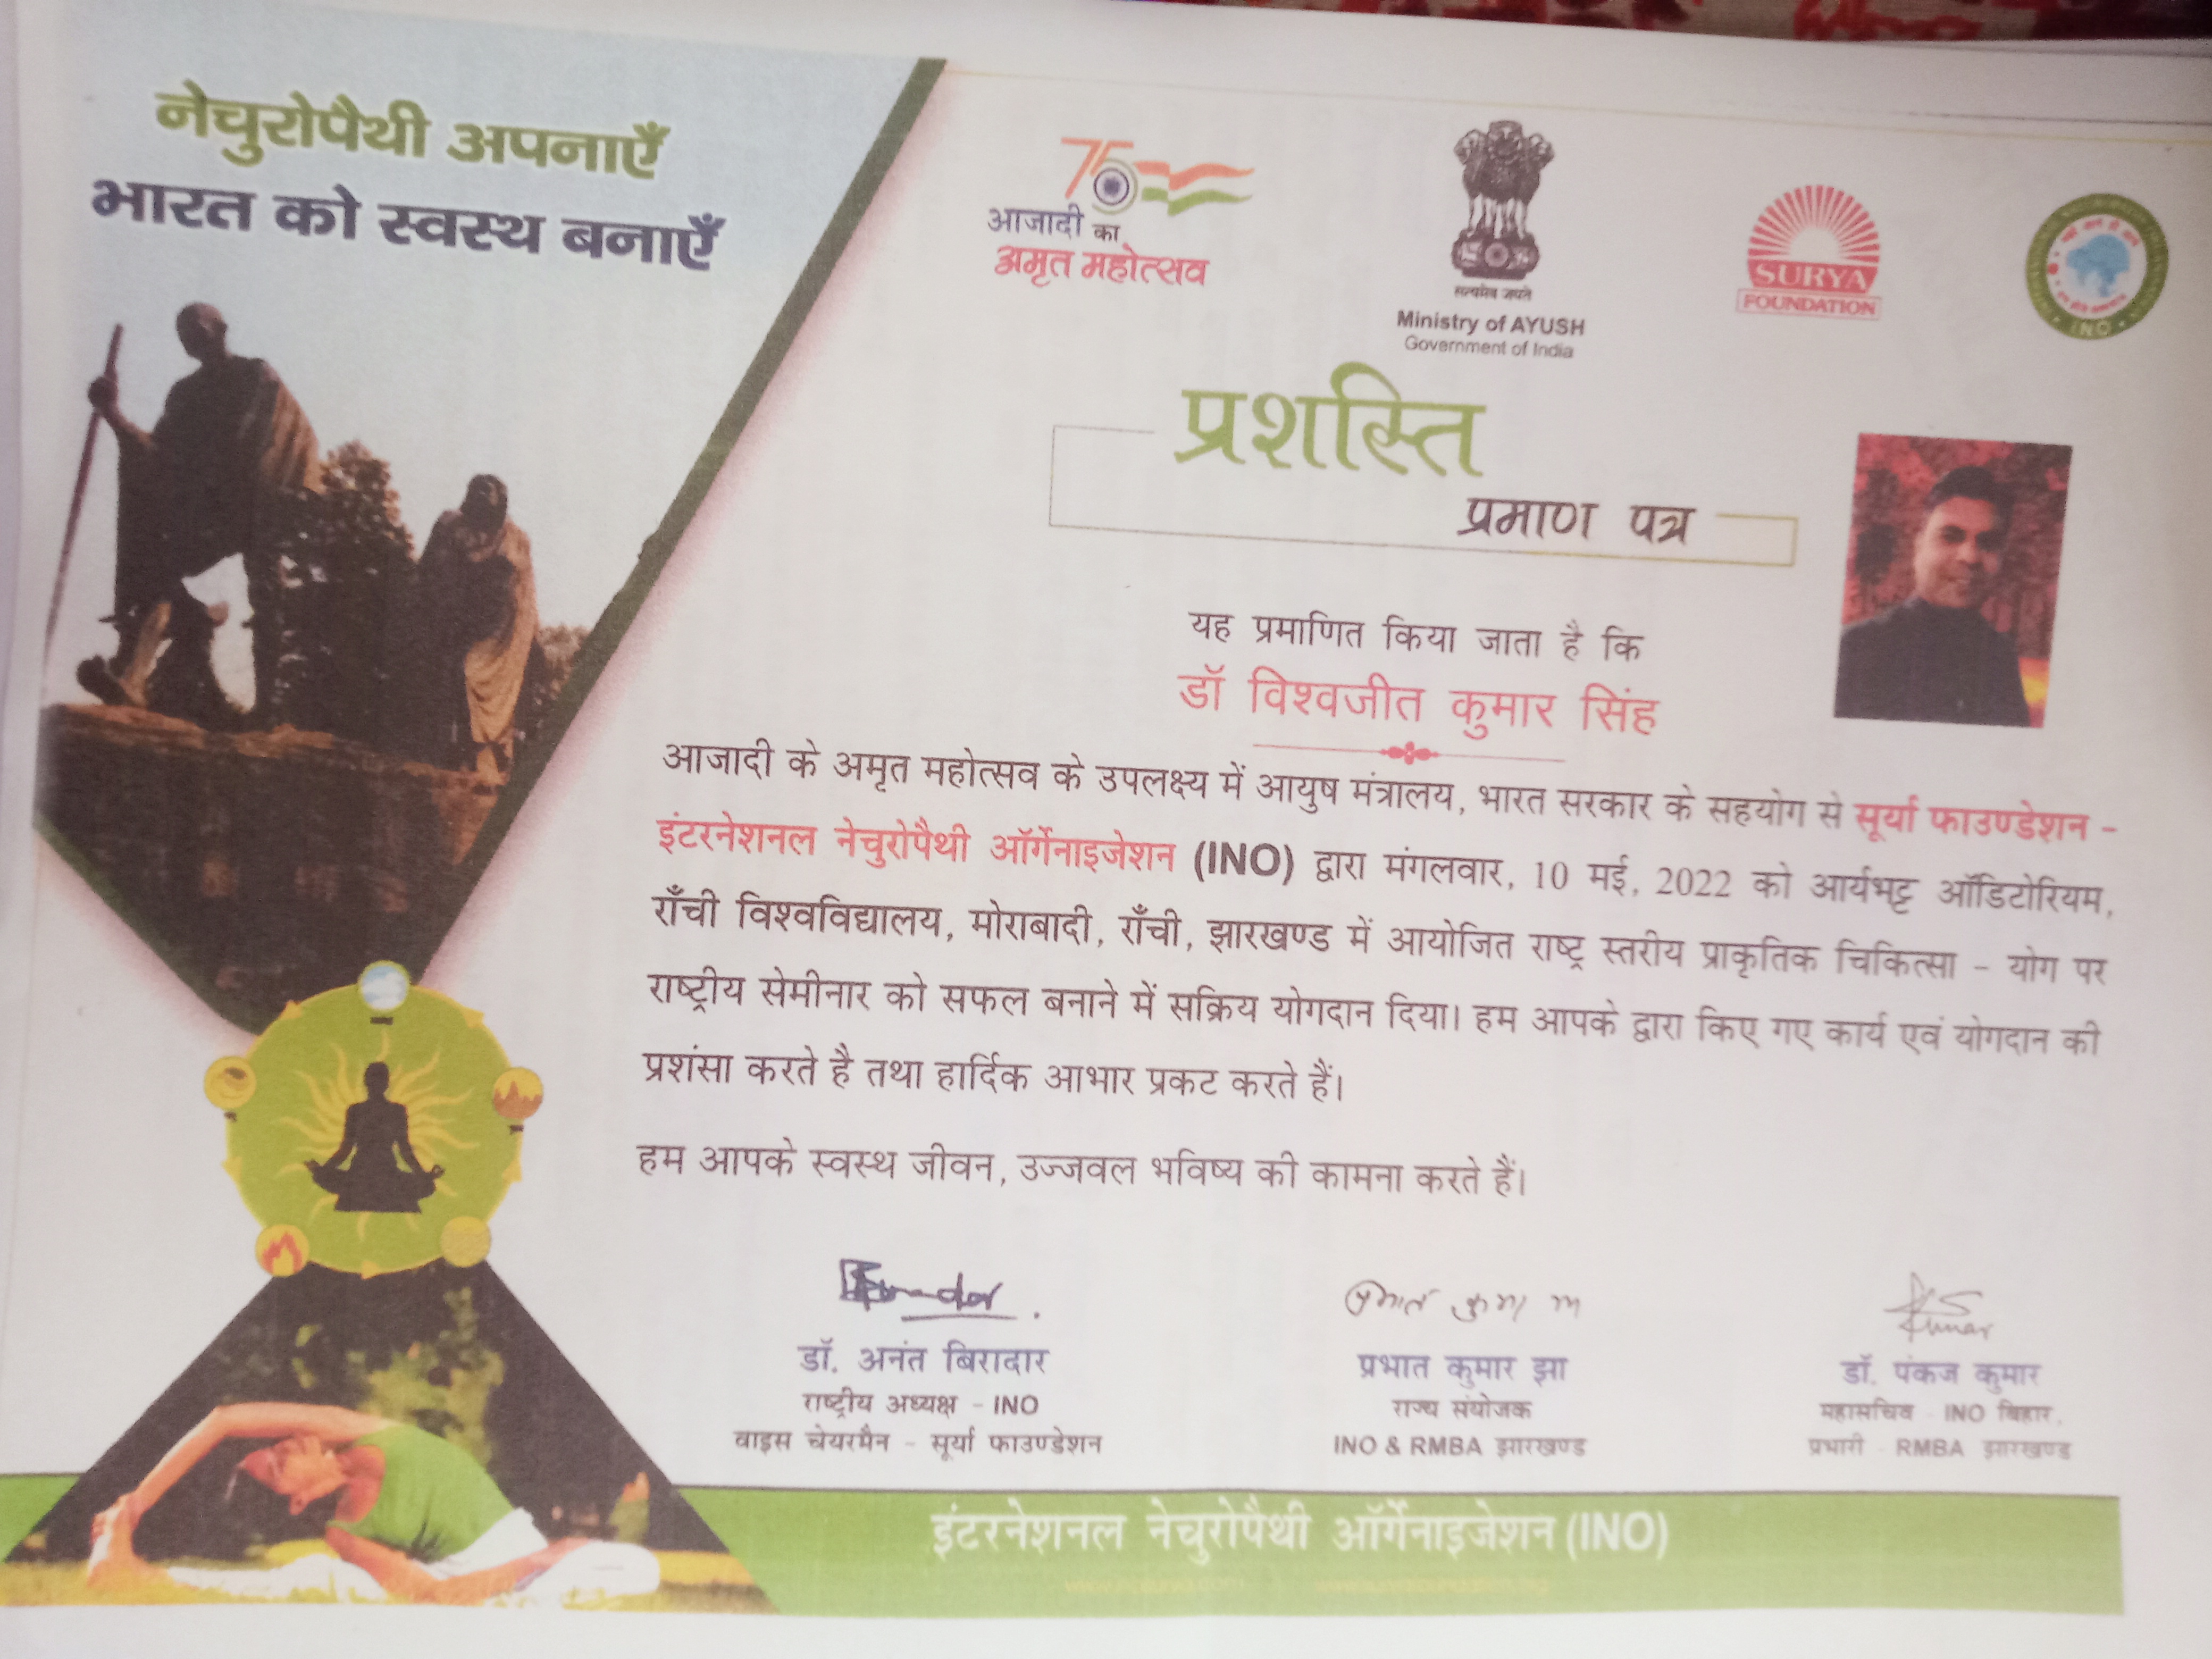 नेचुरोपैथी अपनाएँ
भारत को स्वस्थ बनाएँ
75
आजादी का
अमृत महोत्सव
सत्यमेव जयते
Ministry of AYUSH
Government of India
SURYA
FOUNDATION
INO
प्रशस्ति
प्रमाण पत्र
यह प्रमाणित किया जाता है कि
डॉ विश्वजीत कुमार सिंह
आजादी के अमृत महोत्सव के उपलक्ष्य में आयुष मंत्रालय, भारत सरकार के सहयोग से सूर्या फाउण्डेशन -
इंटरनेशनल नेचुरोपैथी ऑर्गेनाइजेशन (INO) द्वारा मंगलवार, 10 मई, 2022 को आर्यभट्ट ऑडिटोरियम,
राँची विश्वविद्यालय, मोराबादी, राँची, झारखण्ड में आयोजित राष्ट्र स्तरीय प्राकृतिक चिकित्सा - योग पर
राष्ट्रीय सेमीनार को सफल बनाने में सक्रिय योगदान दिया। हम आपके द्वारा किए गए कार्य एवं योगदान की
प्रशंसा करते है तथा हार्दिक आभार प्रकट करते हैं।
हम आपके स्वस्थ जीवन, उज्जवल भविष्य की कामना करते हैं।
प्रभात कुमार
Kumar
डॉ. अनंत बिरादार
राष्ट्रीय अध्यक्ष - INO
वाइस चेयरमैन - सूर्या फाउण्डेशन
प्रभात कुमार झा
राज्य संयोजक
INO & RMBA झारखण्ड
डॉ. पंकज कुमार
महासचिव - INO बिहार,
प्रभारी - RMBA झारखण्ड
इंटरनेशनल नेचुरोपैथी ऑर्गेनाइजेशन (INO)